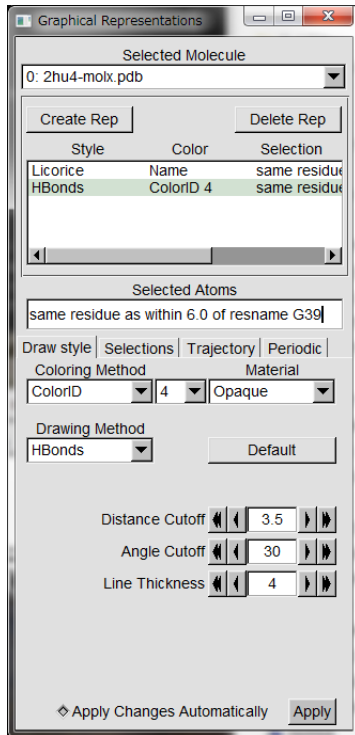 Graphical Representations
Selected Molecule
0: 2hu4-molx.pdb
Create Rep Delete Rep
Style Color Selection
Licorice Name same residue
HBonds ColorID 4 same residue
Selected Atoms
same residue as within 6.0 of resname G39
Draw style Selections Trajectory Periodic
Coloring Method Material
ColorID 4 Opaque
Drawing Method
HBonds Default
Distance Cutoff 3.5
Angle Cutoff 30
Line Thickness 4
Apply Changes Automatically Apply